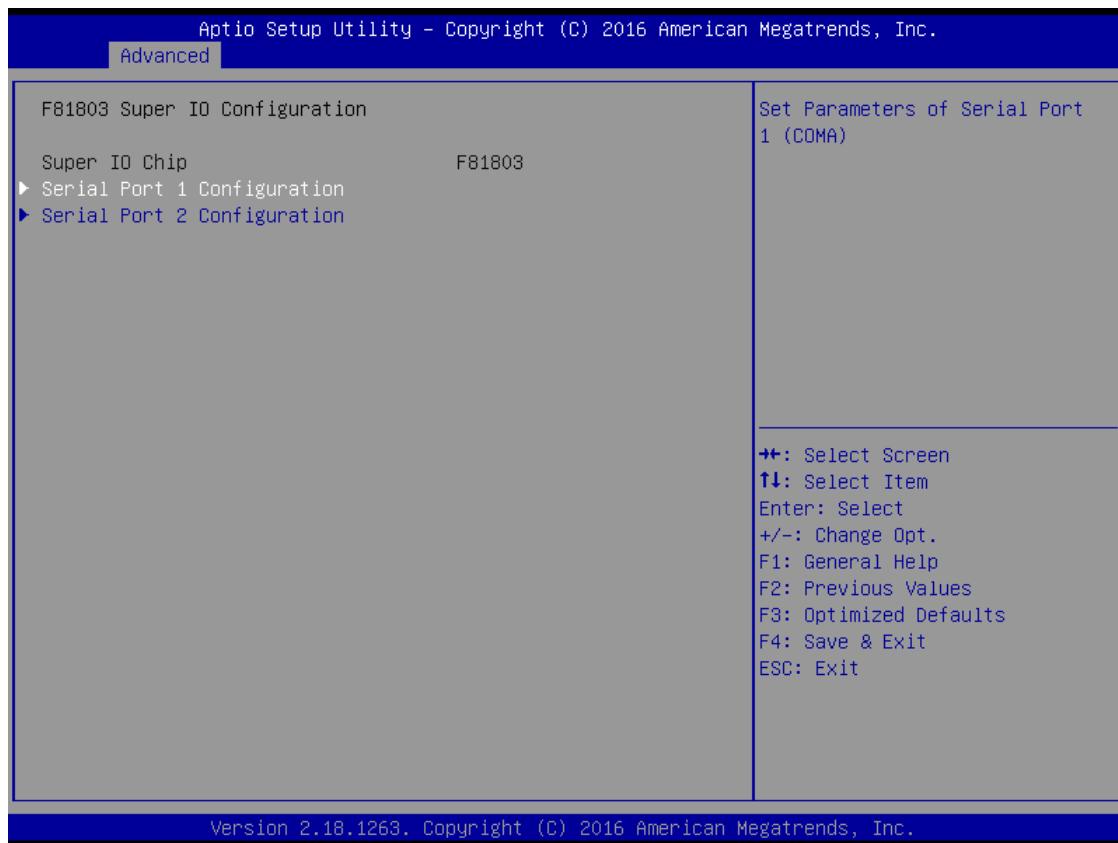 Aptio Setup Utility – Copyright (C) 2016 American Megatrends, Inc.
Advanced
F81803 Super IO Configuration
Super IO Chip F81803
▶ Serial Port 1 Configuration
▶ Serial Port 2 Configuration
Set Parameters of Serial Port
1 (COMA)
→←: Select Screen
↑↓: Select Item
Enter: Select
+/-: Change Opt.
F1: General Help
F2: Previous Values
F3: Optimized Defaults
F4: Save & Exit
ESC: Exit
Version 2.18.1263. Copyright (C) 2016 American Megatrends, Inc.